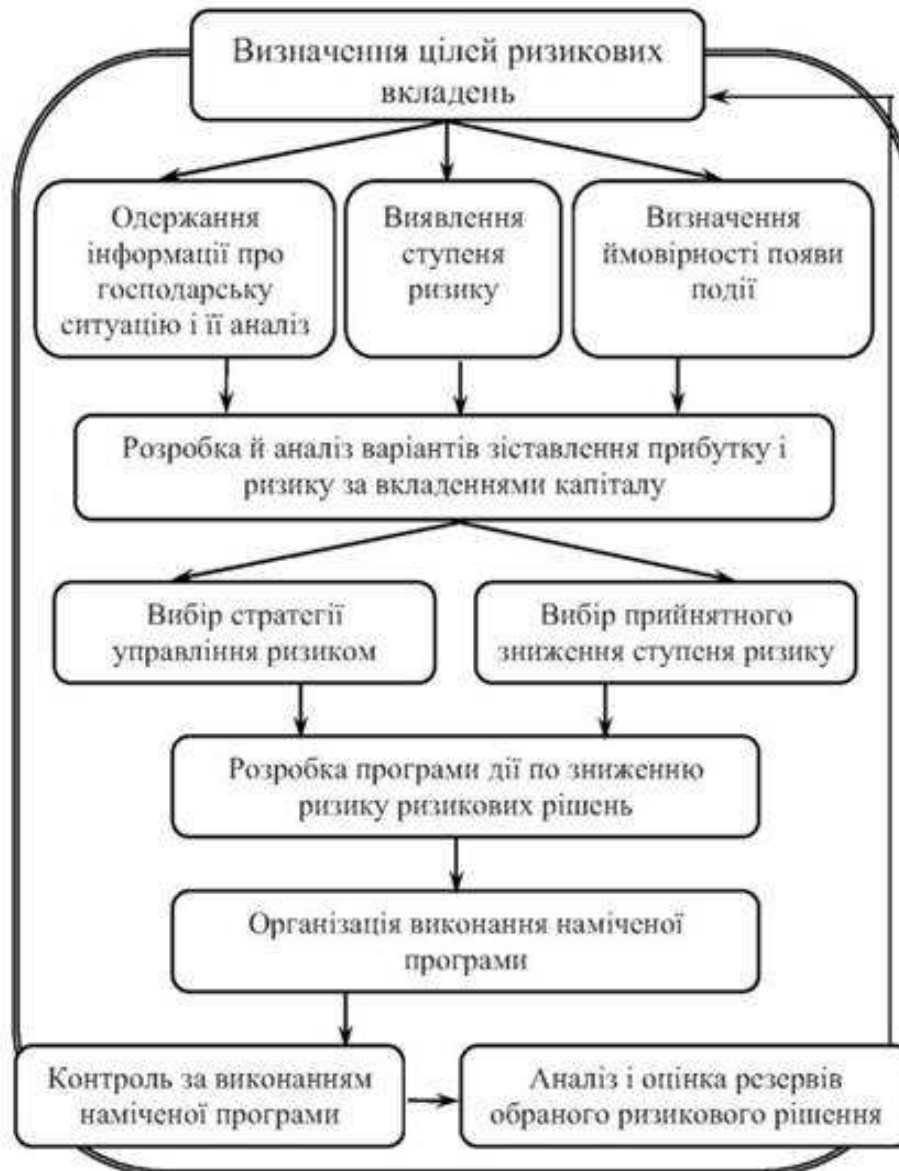 Визначення цілей ризикових
вкладень
Одержання
інформації про
господарську
ситуацію і її аналіз
Виявлення
ступеня
ризику
Визначення
ймовірності появи
події
Розробка й аналіз варіантів зіставлення прибутку і
ризику за вкладеннями капіталу
Вибір стратегії
управління ризиком
Вибір прийнятного
зниження ступеня ризику
Розробка програми дії по зниженню
ризику ризикових рішень
Організація виконання наміченої
програми
Контроль за виконанням
наміченої програми
Аналіз і оцінка резервів
обраного ризикового рішення